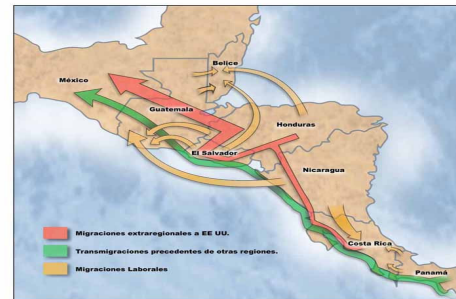 Belice
México
Guatemala
Honduras
El Salvador
Nicaragua
Costa Rica
Panamá
Migraciones extraregionales a EE UU.
Transmigraciones precedentes de otras regiones.
Migraciones Laborales